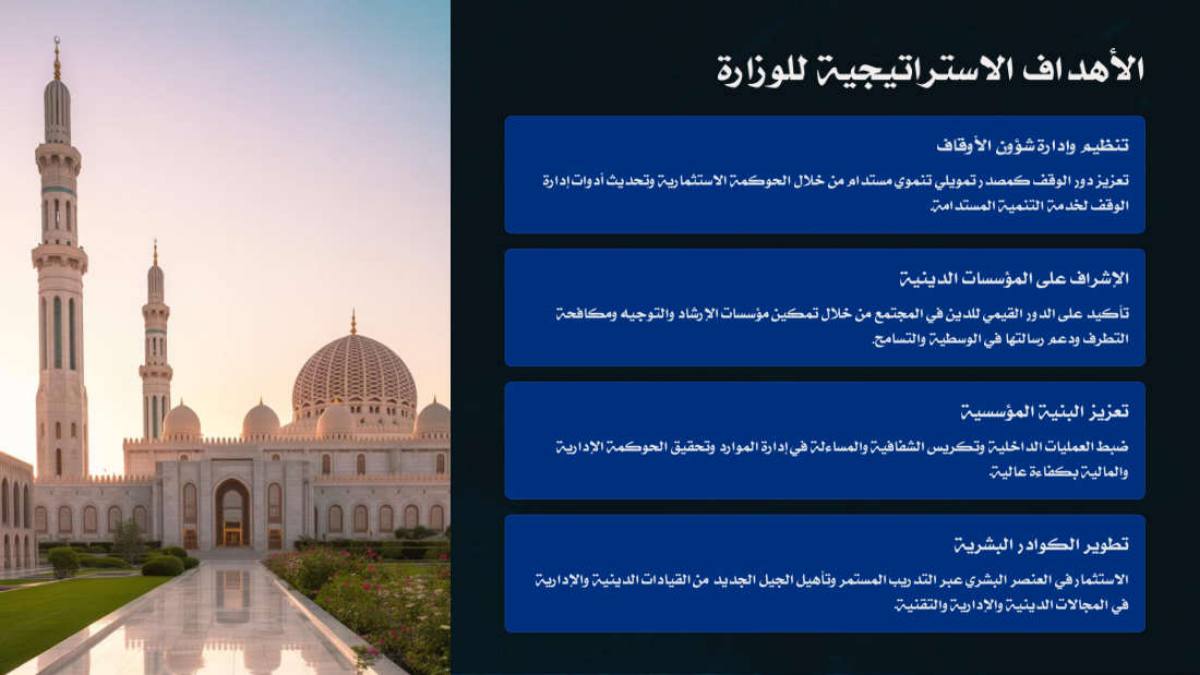 الأهداف الاستراتيجية للوزارة
تنظيم وإدارة شؤون الأوقاف
تعزيز دور الوقف كمصدر تمويلي تنموي مستدام من خلال الحوكمة الاستثمارية وتحديث أدوات إدارة
الوقف لخدمة التنمية المستدامة.
الإشراف على المؤسسات الدينية
تأكيد على الدور القيمي للدين في المجتمع من خلال تمكين مؤسسات الإرشاد والتوجيه ومكافحة
التطرف ودعم رسالتها في الوسطية والتسامح.
تعزيز البنية المؤسسية
ضبط العمليات الداخلية وتكريس الشفافية والمساءلة في إدارة الموارد وتحقيق الحوكمة الإدارية
والمالية بكفاءة عالية.
تطوير الكوادر البشرية
الاستثمار في العنصر البشري عبر التدريب المستمر وتأهيل الجيل الجديد من القيادات الدينية والإدارية
في المجالات الدينية والإدارية والتقنية.